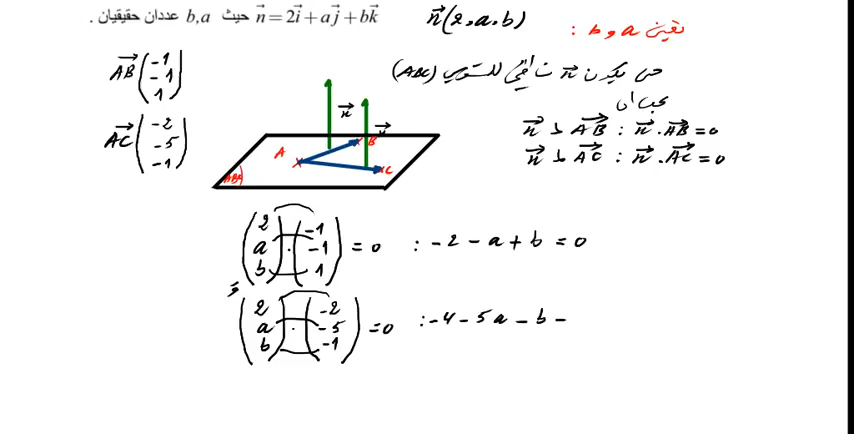 . حيث b,a عددان حقيقيان n⃗ = 2i⃗ + aj⃗ + bk⃗
n⃗(2, a, b)
تعين a و b :
حتى يكون n⃗ ناظمي للمستوي (ABC)
يجب ان
n⃗ ⊥ AB⃗ : n⃗ . AB⃗ = 0
n⃗ ⊥ AC⃗ : n⃗ . AC⃗ = 0
AB⃗ (-1 -1 1)
AC⃗ (-2 -5 -1)
n⃗
A
B
C
(2 a b) . (-1 -1 1) = 0 : -2 - a + b = 0
و
(2 a b) . (-2 -5 -1) = 0 : -4 - 5a - b =